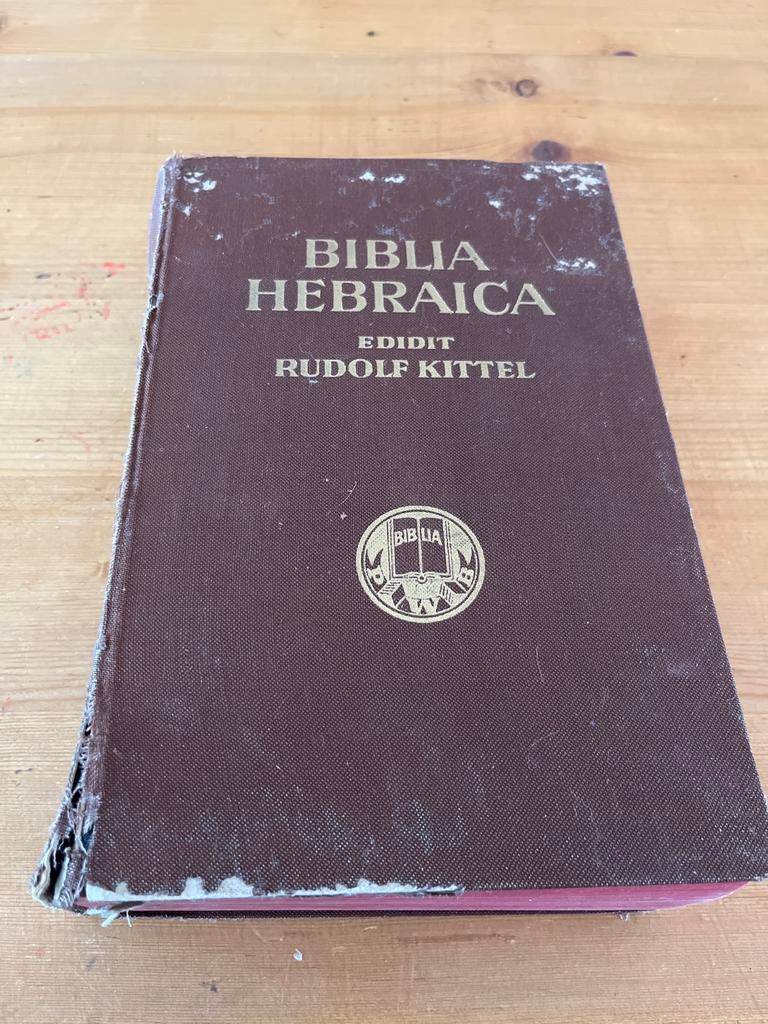 BIBLIA
HEBRAICA
EDIDIT
RUDOLF KITTEL
BIBLIA
P W B